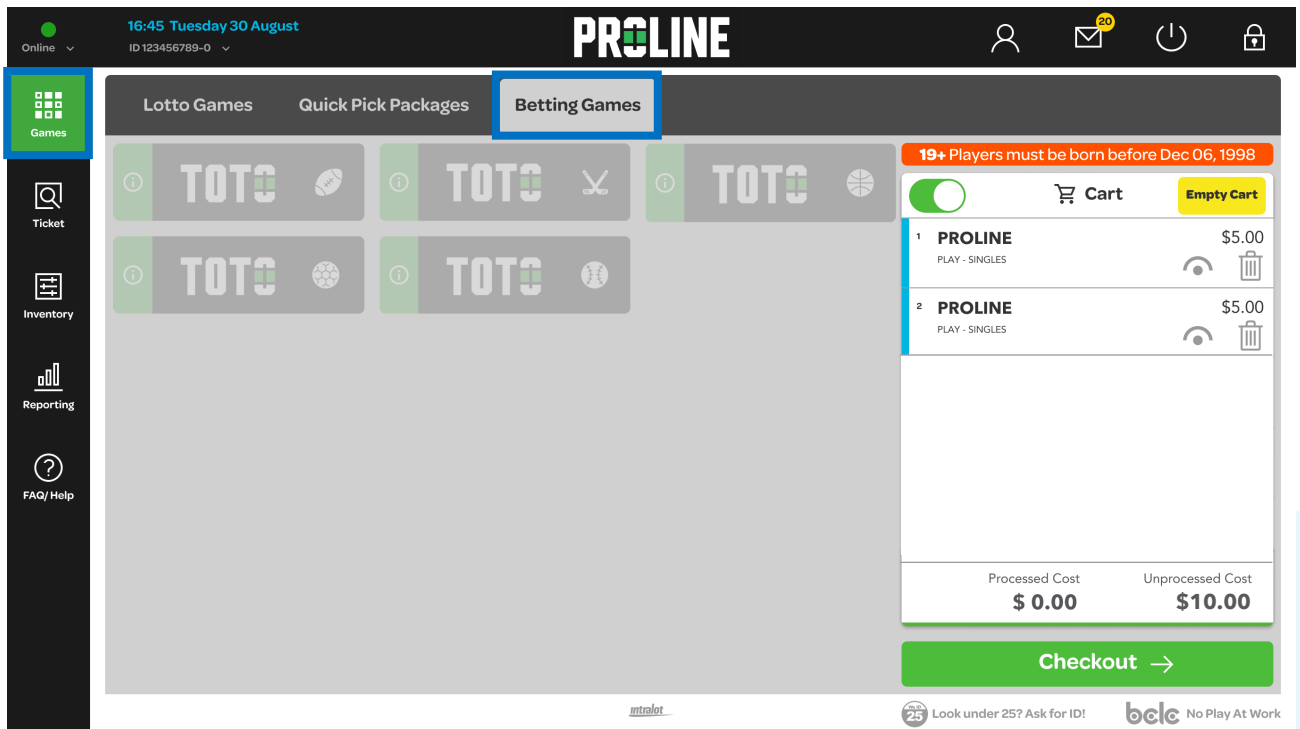 16:45 Tuesday 30 August
PROLINE
20
Online
ID 123456789-0
Games
Lotto Games
Quick Pick Packages
Betting Games
TOTO
TOTO
TOTO
TOTO
TOTO
Ticket
Inventory
Reporting
FAQ/Help
19+ Players must be born before Dec 06, 1998
Cart
Empty Cart
1 PROLINE $5.00
PLAY - SINGLES
2 PROLINE $5.00
PLAY - SINGLES
Processed Cost Unprocessed Cost
$ 0.00 $10.00
Checkout
intralot
No ID
25
Look under 25? Ask for ID!
bclc
No Play At Work